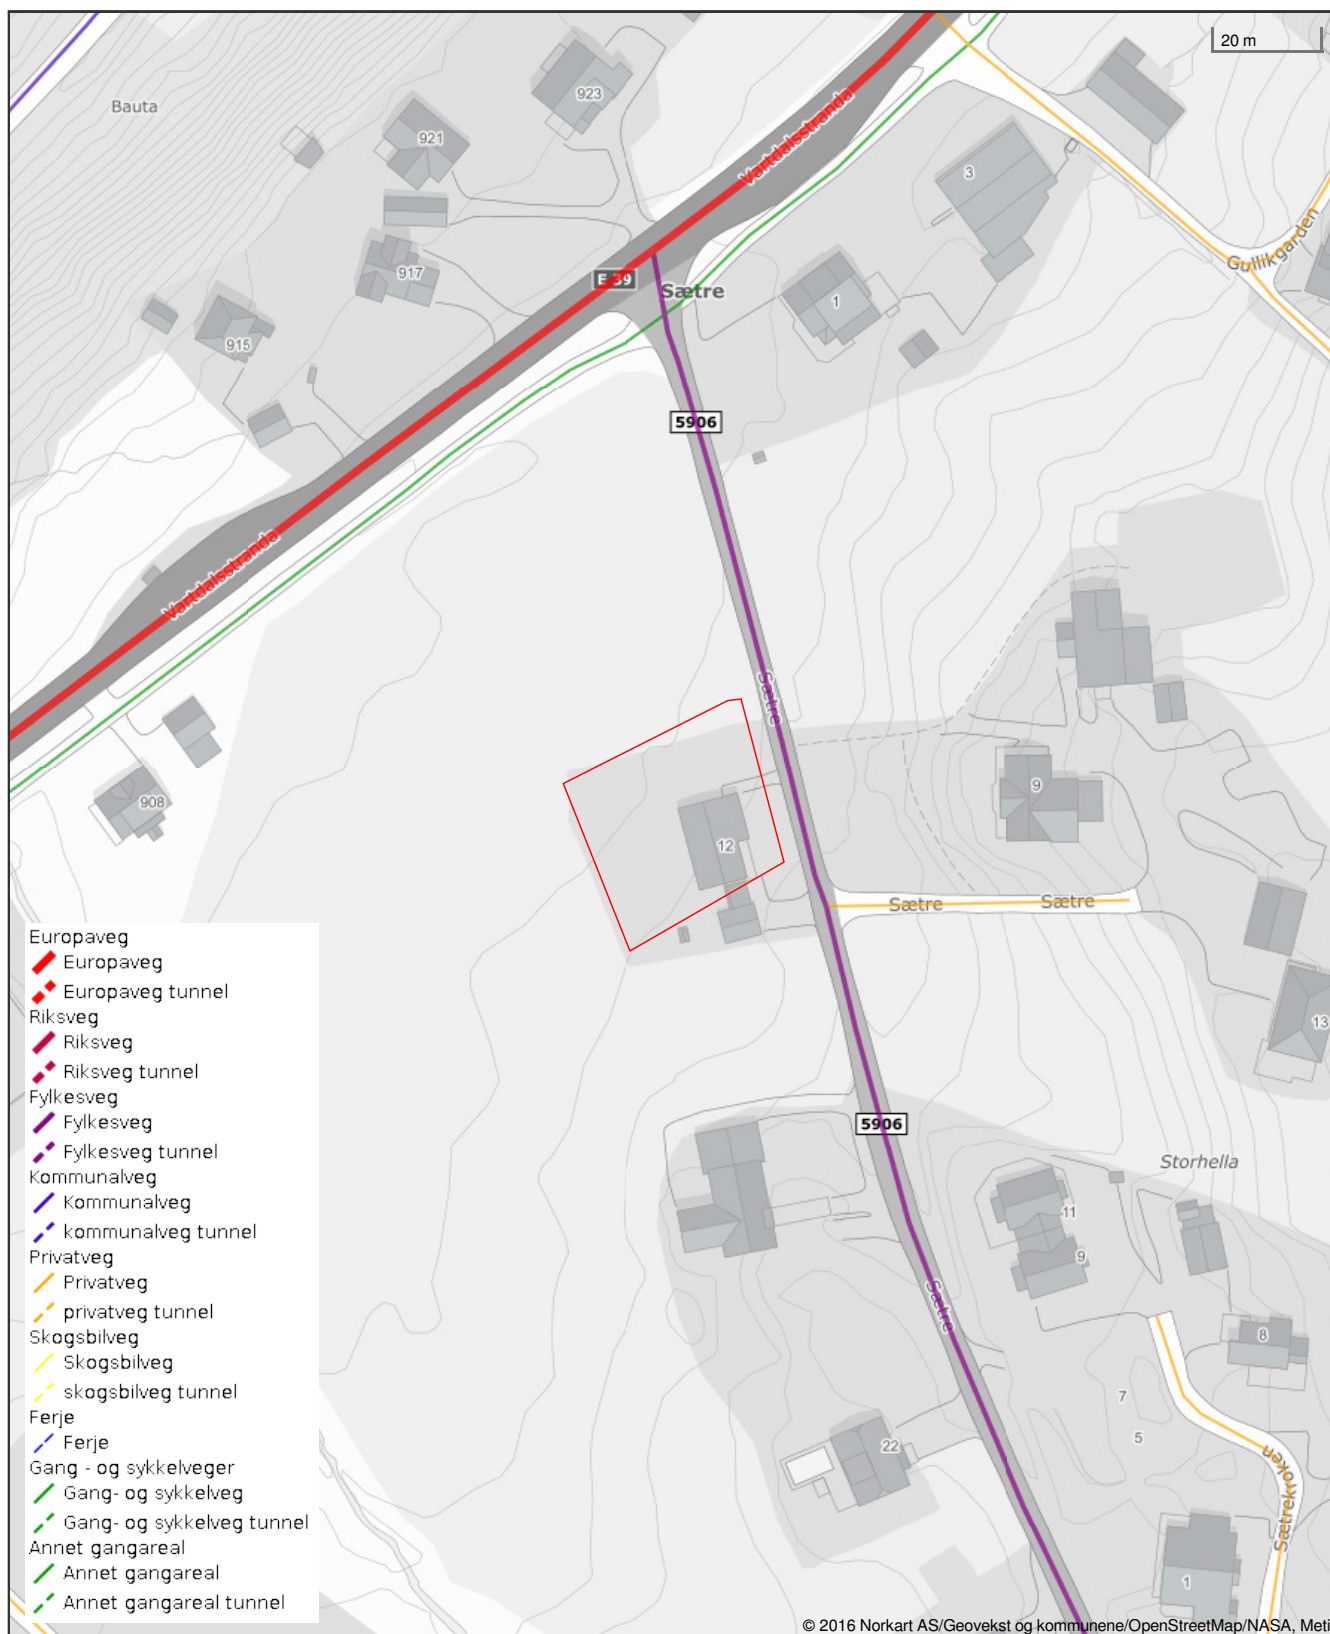 20 m
Bauta
923
921
Vartdalsstranda
3
Gullikgarden
917
E 39
Sætre
1
915
5906
Vartdalsstranda
Sætre
908
9
12
Sætre
Sætre
13
5906
Storhella
11
9
Sætre
8
7
5
22
Sætrekroken
1
Europaveg
Europaveg
Europaveg tunnel
Riksveg
Riksveg
Riksveg tunnel
Fylkesveg
Fylkesveg
Fylkesveg tunnel
Kommunalveg
Kommunalveg
kommunalveg tunnel
Privatveg
Privatveg
privatveg tunnel
Skogsbilveg
Skogsbilveg
skogsbilveg tunnel
Ferje
Ferje
Gang - og sykkelveger
Gang- og sykkelveg
Gang- og sykkelveg tunnel
Annet gangareal
Annet gangareal
Annet gangareal tunnel
© 2016 Norkart AS/Geovekst og kommunene/OpenStreetMap/NASA, Meti